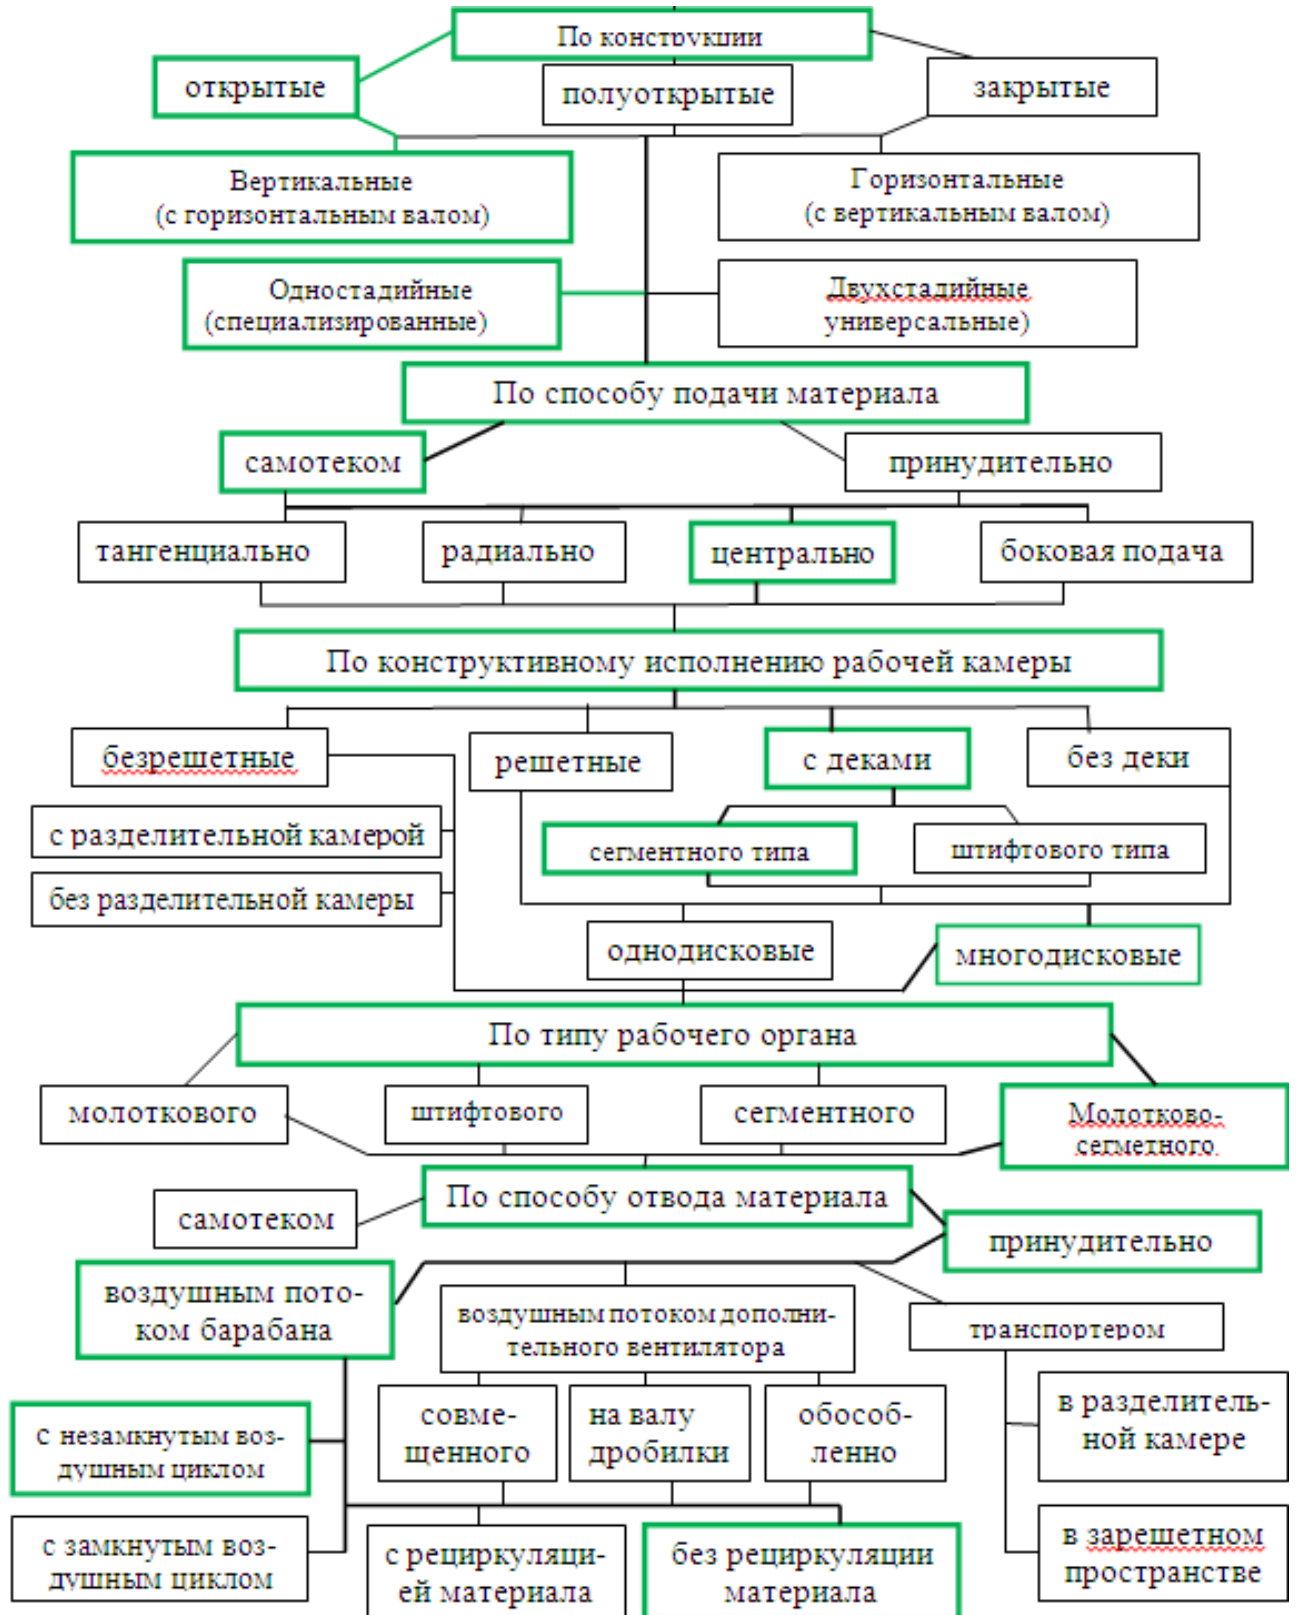 По конструкции
открытые
полуоткрытые
закрытые
Вертикальные
(с горизонтальным валом)
Горизонтальные
(с вертикальным валом)
Одностадийные
(специализированные)
Двухстадийные
универсальные)
По способу подачи материала
самотеком
принудительно
тангенциально
радиально
центрально
боковая подача
По конструктивному исполнению рабочей камеры
безрешетные
решетные
с деками
без деки
с разделительной камерой
сегментного типа
штифтового типа
без разделительной камеры
однодисковые
многодисковые
По типу рабочего органа
молоткового
штифтового
сегментного
Молотково-
сегметного
По способу отвода материала
самотеком
принудительно
воздушным пото-
ком барабана
воздушным потоком дополни-
тельного вентилятора
транспортером
совме-
щенного
на валу
дробилки
обособ-
ленно
в разделитель-
ной камере
с незамкнутым воз-
душным циклом
с замкнутым воз-
душным циклом
с рециркуляци-
ей материала
без рециркуляции
материала
в зарешетном
пространстве